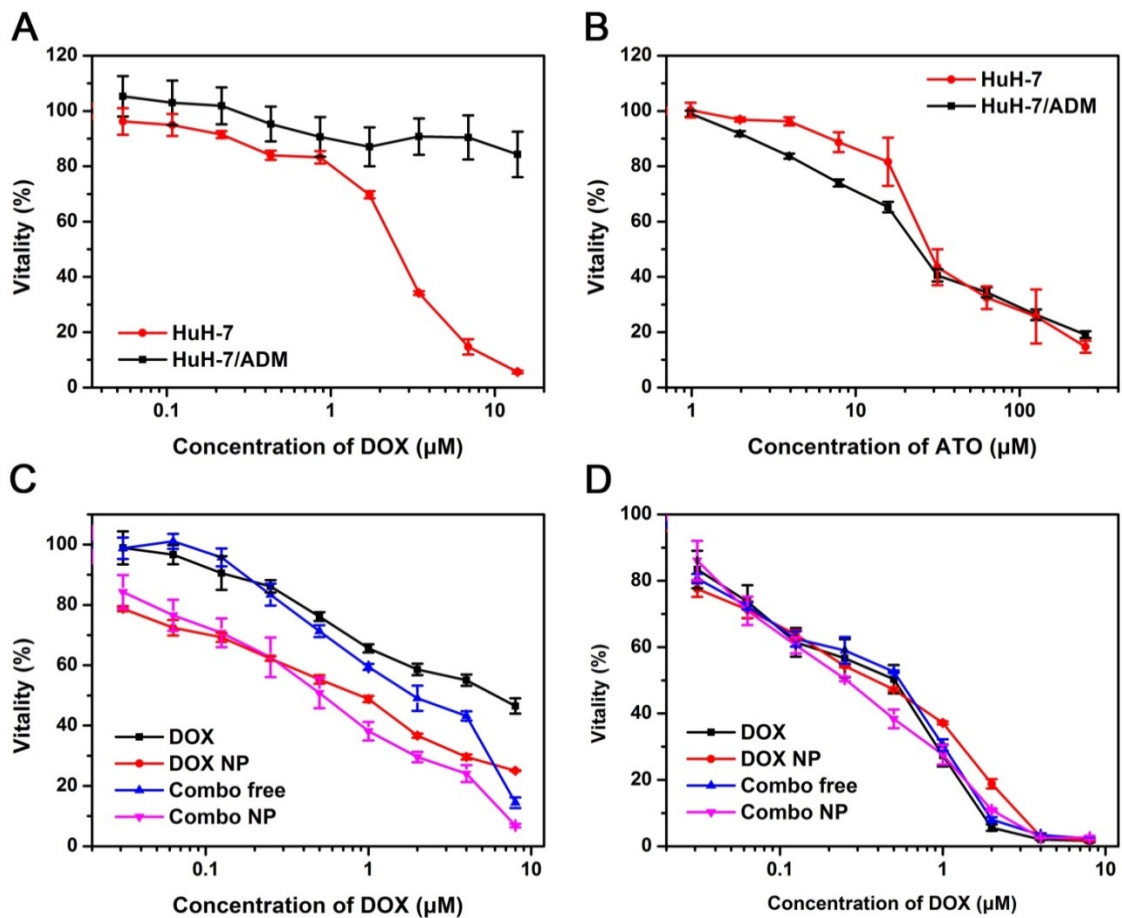 A
120
100
80
60
40
20
0
Vitality (%)
HuH-7
HuH-7/ADM
0.1 1 10
Concentration of DOX (μM)
B
120
100
80
60
40
20
0
Vitality (%)
HuH-7
HuH-7/ADM
1 10 100
Concentration of ATO (μM)
C
100
80
60
40
20
0
Vitality (%)
DOX
DOX NP
Combo free
Combo NP
0.1 1 10
Concentration of DOX (μM)
D
100
80
60
40
20
0
Vitality (%)
DOX
DOX NP
Combo free
Combo NP
0.1 1 10
Concentration of DOX (μM)